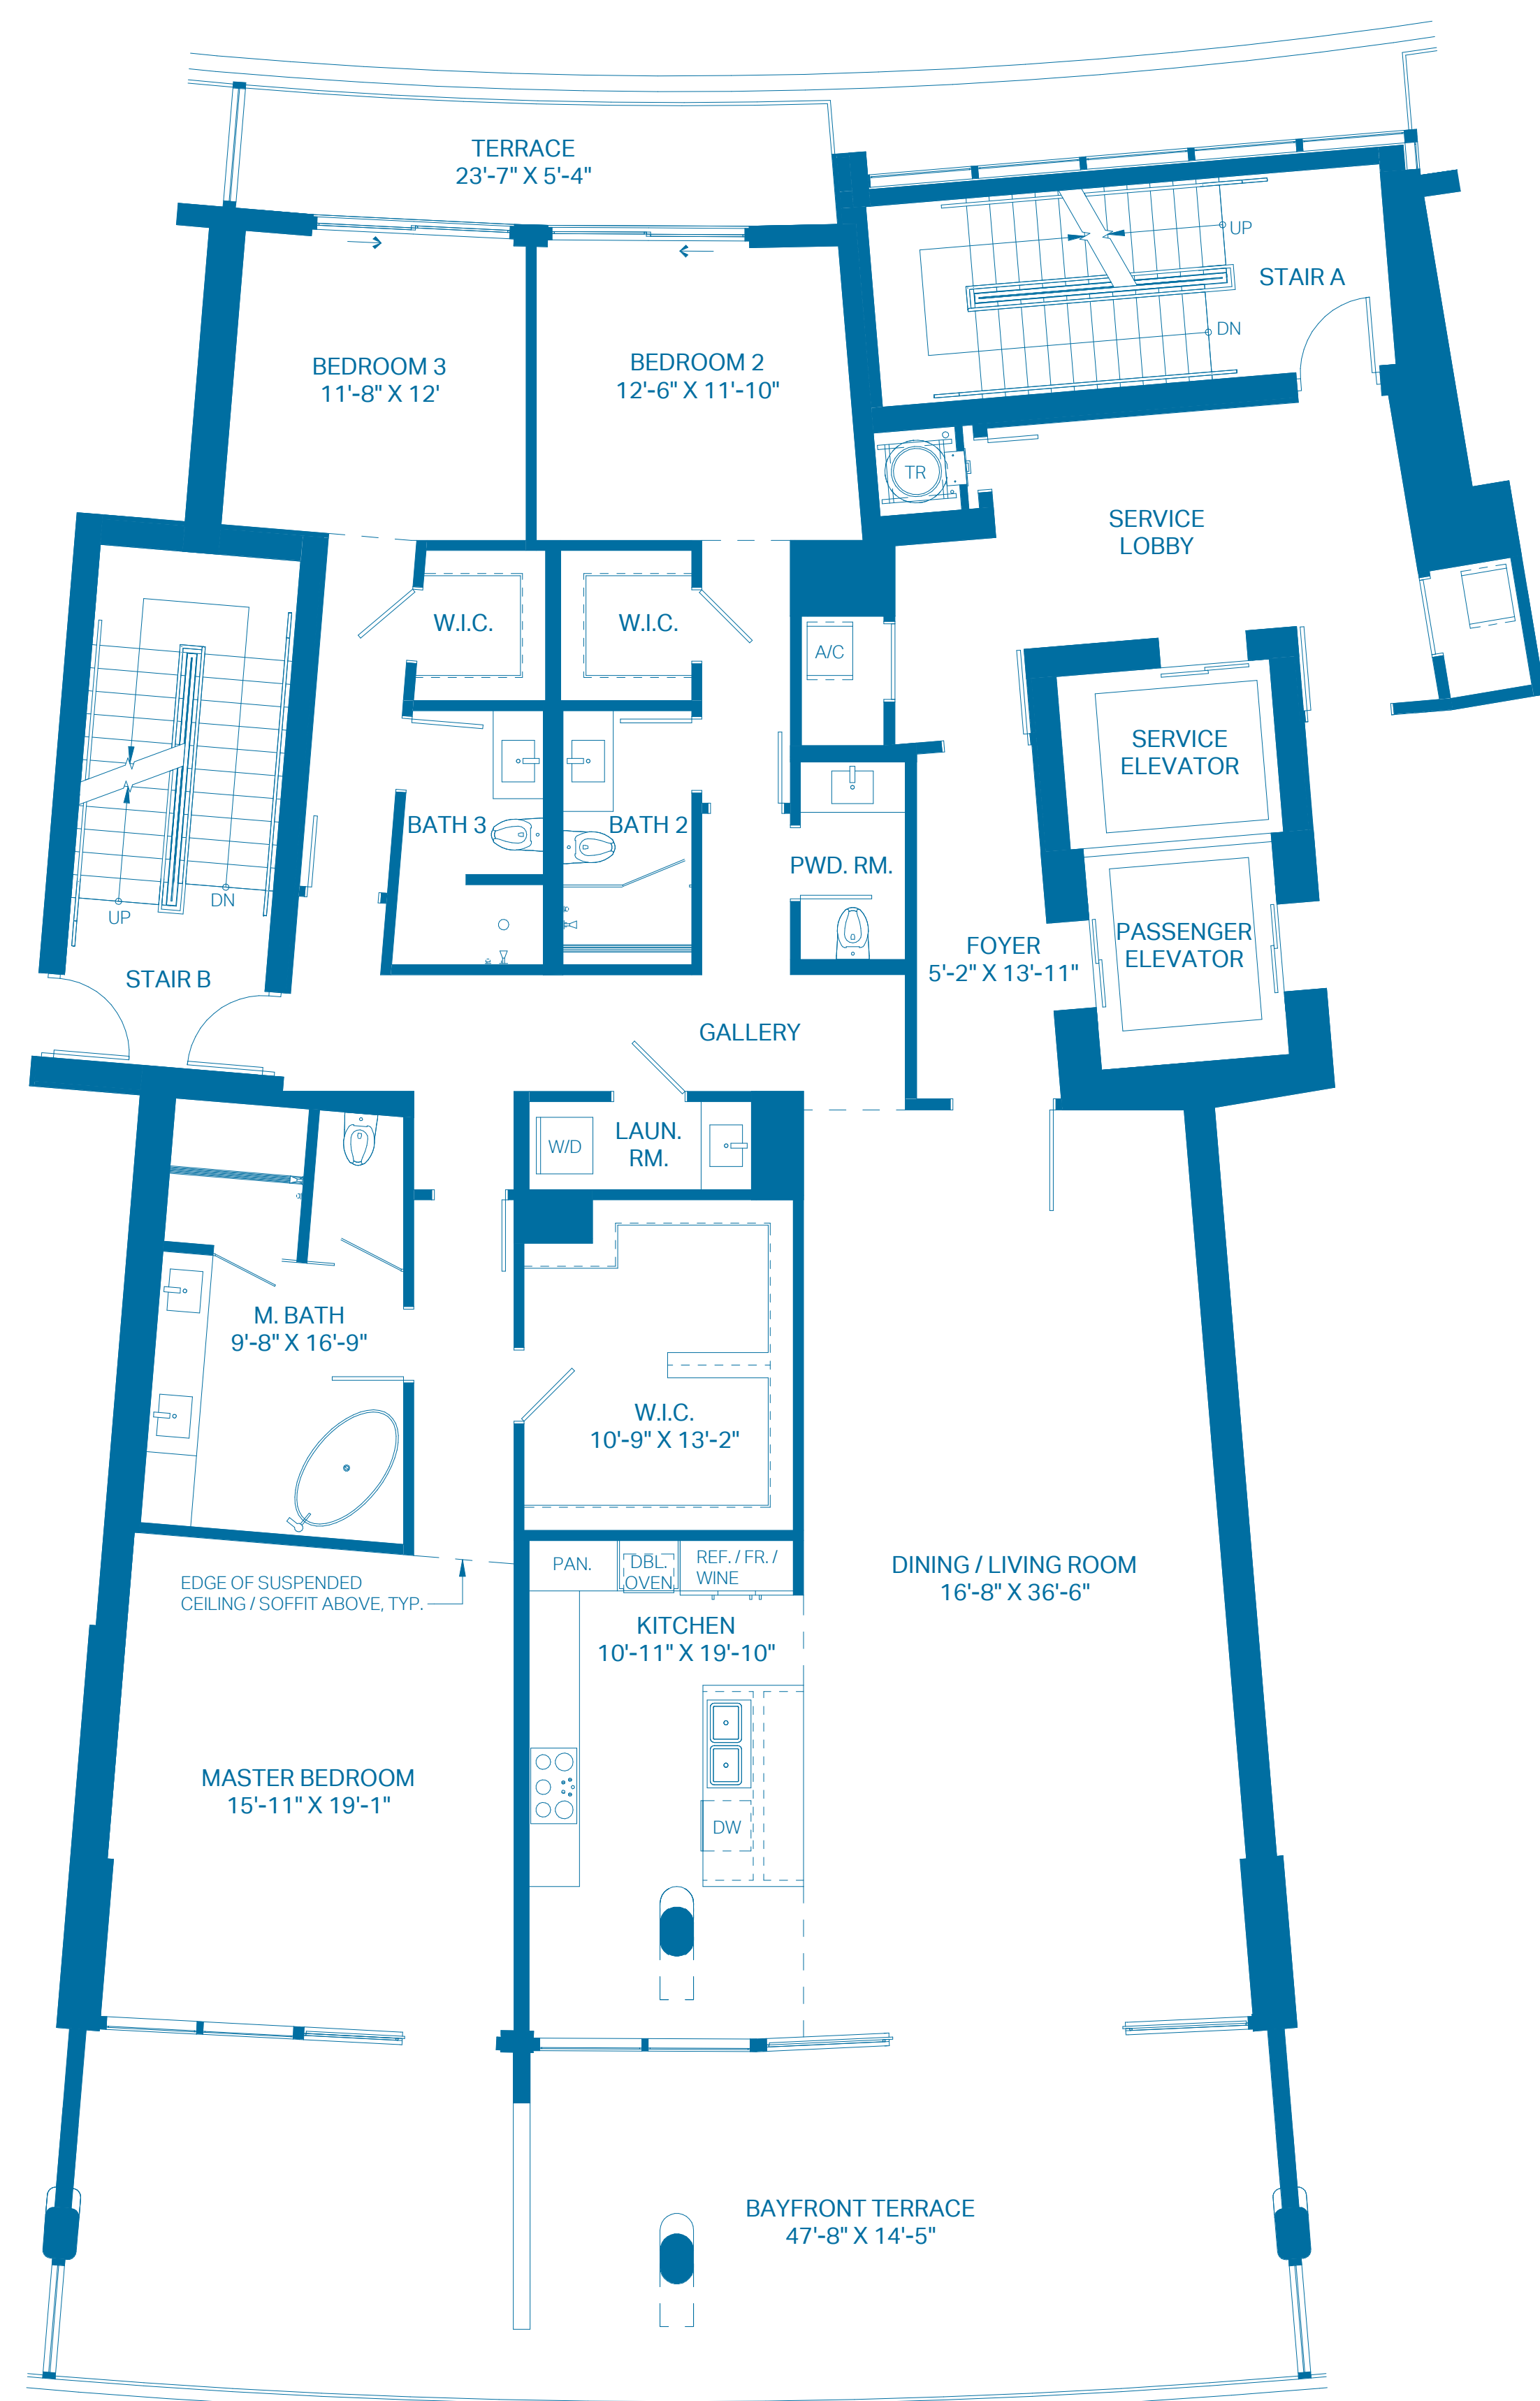 TERRACE
23'-7" X 5'-4"
UP
STAIR A
DN
BEDROOM 3
11'-8" X 12'
BEDROOM 2
12'-6" X 11'-10"
TR
SERVICE
LOBBY
W.I.C.
W.I.C.
A/C
SERVICE
ELEVATOR
BATH 3
BATH 2
PWD. RM.
UP
DN
STAIR B
FOYER
5'-2" X 13'-11"
PASSENGER
ELEVATOR
GALLERY
W/D
LAUN.
RM.
M. BATH
9'-8" X 16'-9"
W.I.C.
10'-9" X 13'-2"
EDGE OF SUSPENDED
CEILING / SOFFIT ABOVE, TYP.
PAN.
DBL.
OVEN
REF. / FR. /
WINE
DINING / LIVING ROOM
16'-8" X 36'-6"
KITCHEN
10'-11" X 19'-10"
MASTER BEDROOM
15'-11" X 19'-1"
DW
BAYFRONT TERRACE
47'-8" X 14'-5"